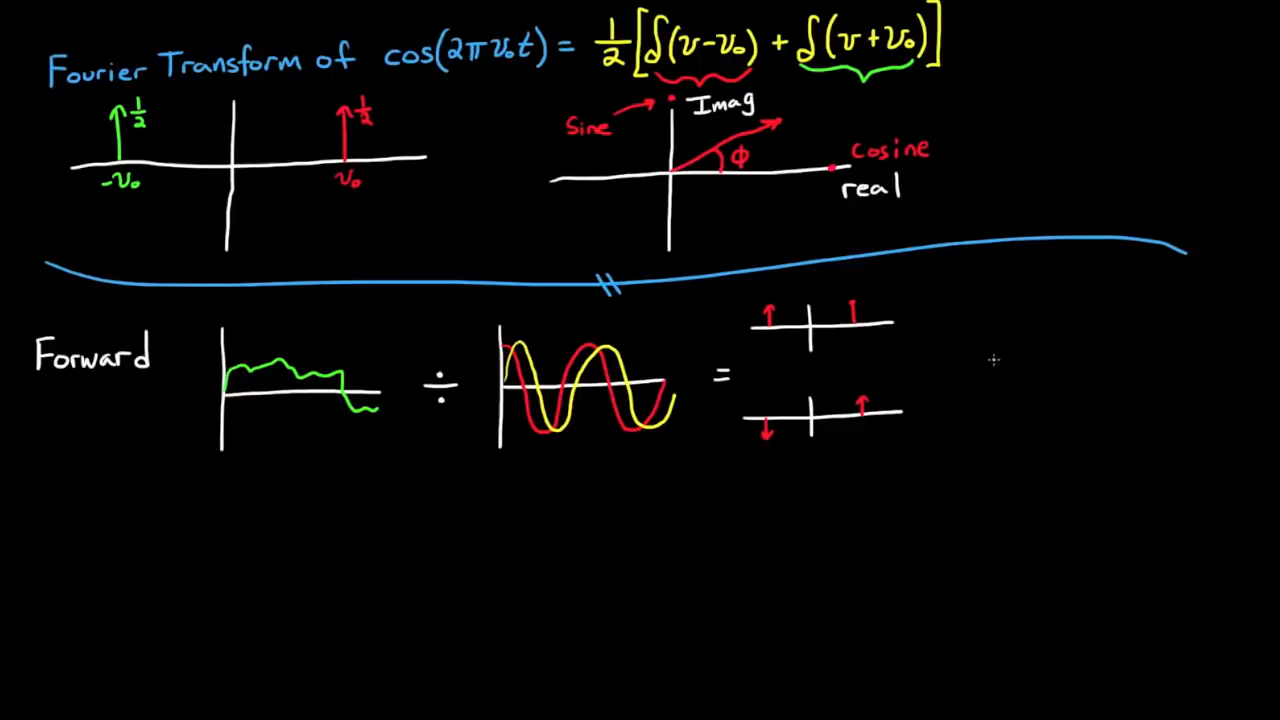 Fourier Transform of cos(2πν₀t) = 1/2 [δ(ν-ν₀) + δ(ν+ν₀)]
1/2 1/2
-ν₀ ν₀
Imag
Sine
ϕ
cosine
real
Forward ÷ =